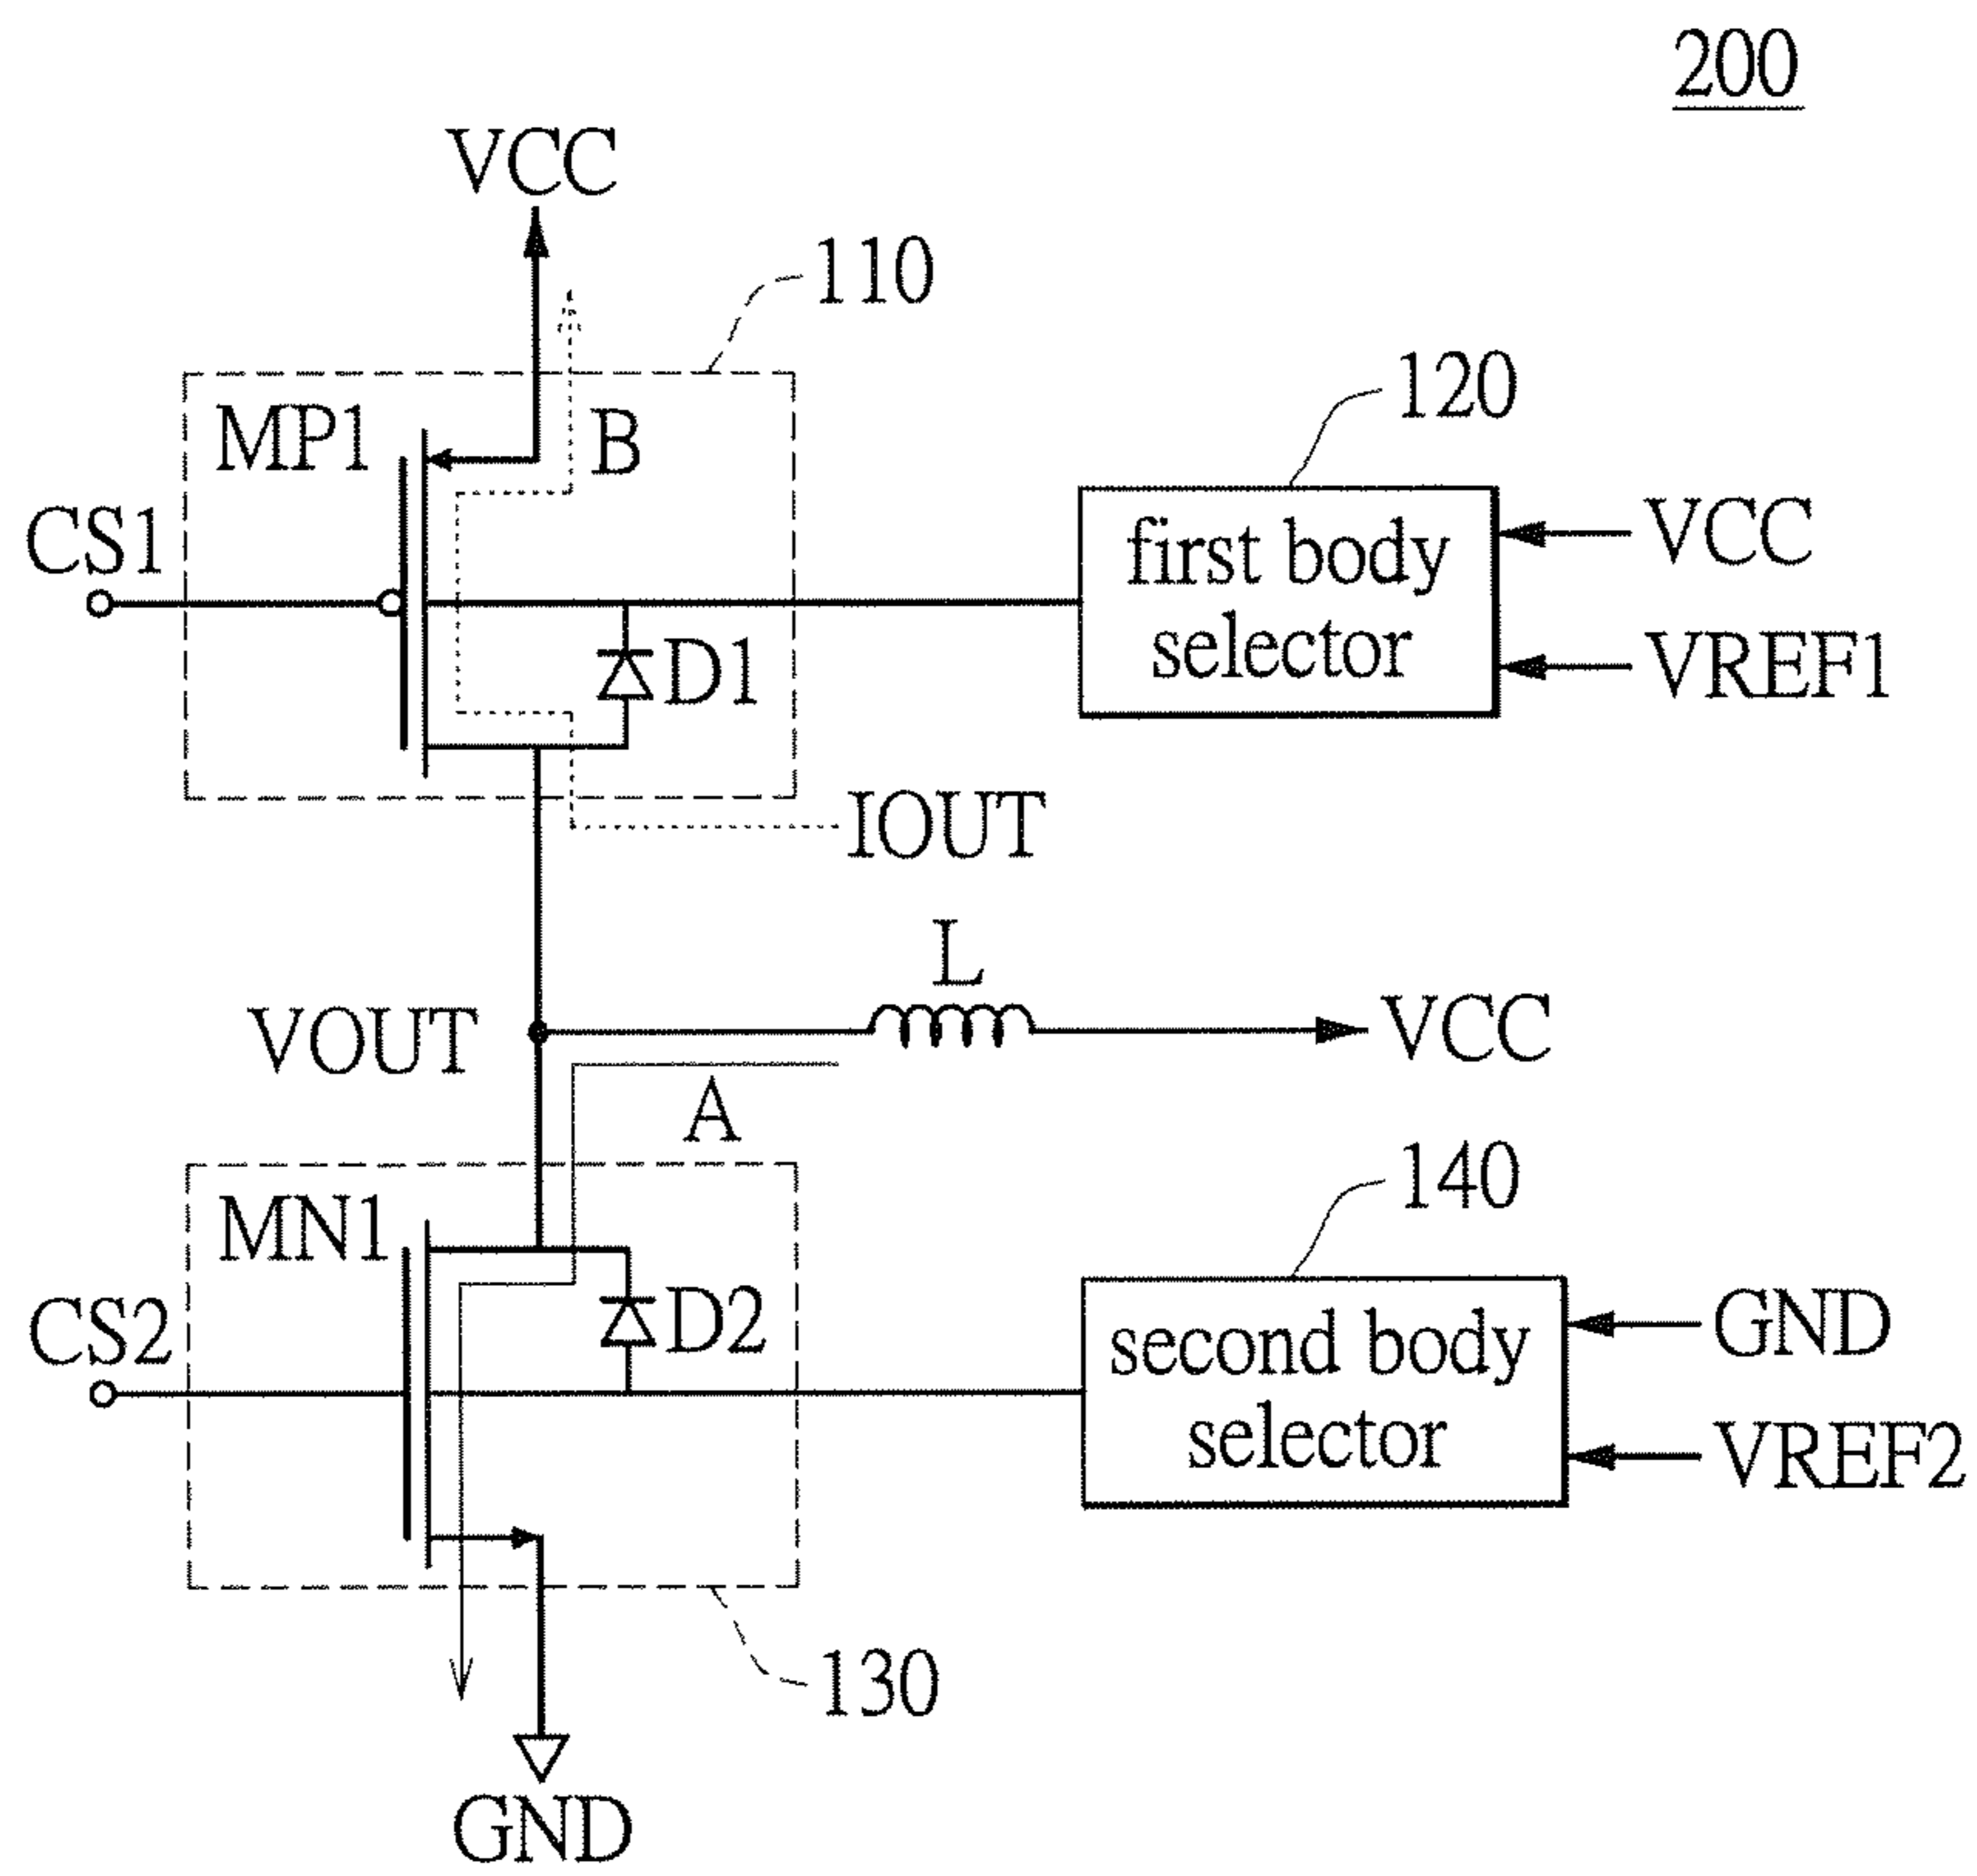 200
VCC
110
MP1
B
120
CS1
first body
selector
VCC
VREF1
D1
IOUT
L
VOUT
VCC
A
140
MN1
CS2
D2
second body
selector
GND
VREF2
130
GND